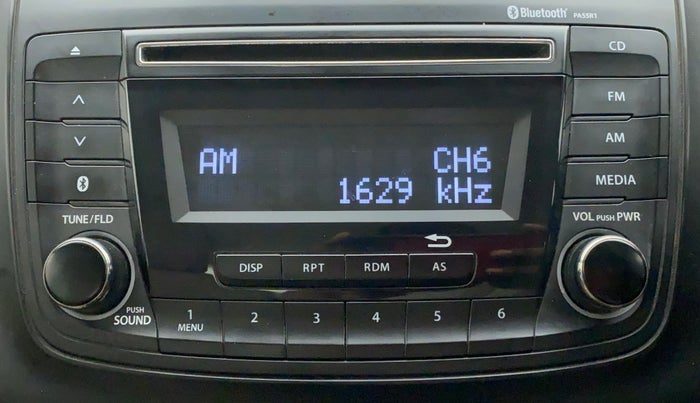 Bluetooth PA55R1
CD
FM
AM
MEDIA
AM CH6
1629 kHz
TUNE/FLD
VOL PUSH PWR
DISP RPT RDM AS
PUSH
SOUND
1 2 3 4 5 6
MENU